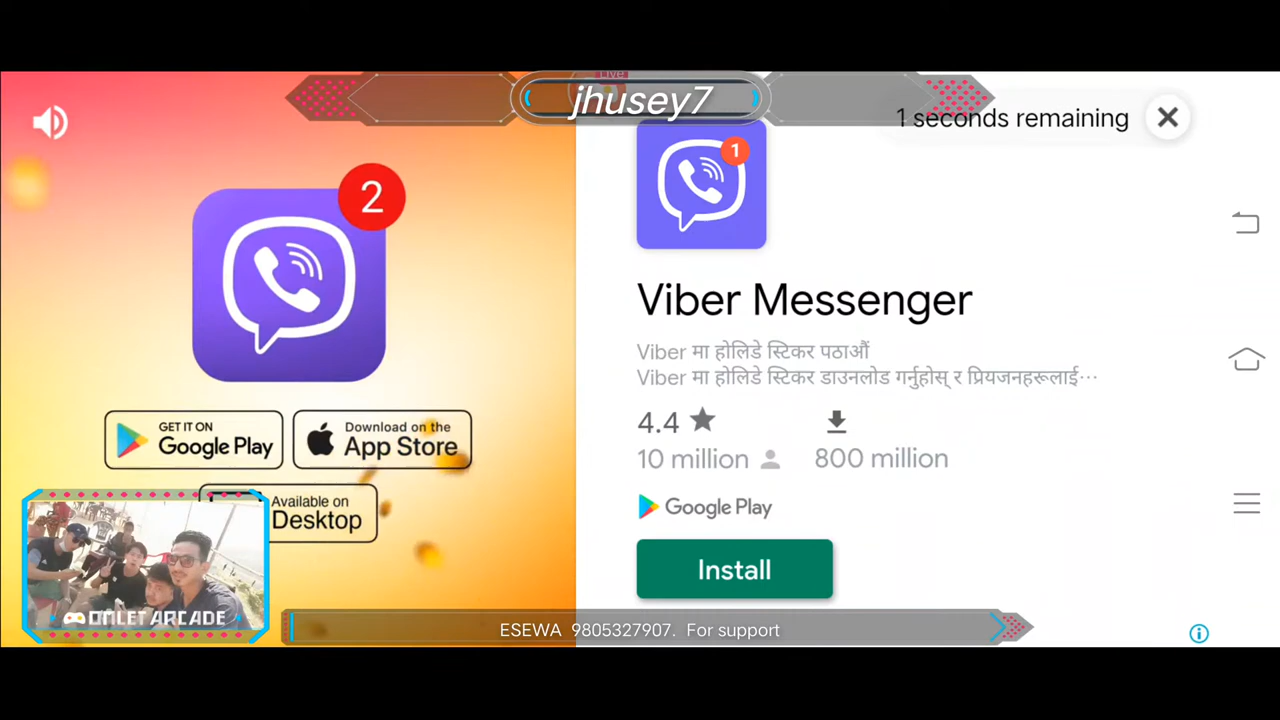 Live
jhusey7
1 seconds remaining
2
1
Viber Messenger
Viber मा होलिडे स्टिकर पठाऔं
Viber मा होलिडे स्टिकर डाउनलोड गर्नुहोस् र प्रियजनहरूलाई…
4.4
10 million
800 million
Google Play
Install
GET IT ON
Google Play
Download on the
App Store
Available on
Desktop
OMLET ARCADE
ESEWA 9805327907. For support